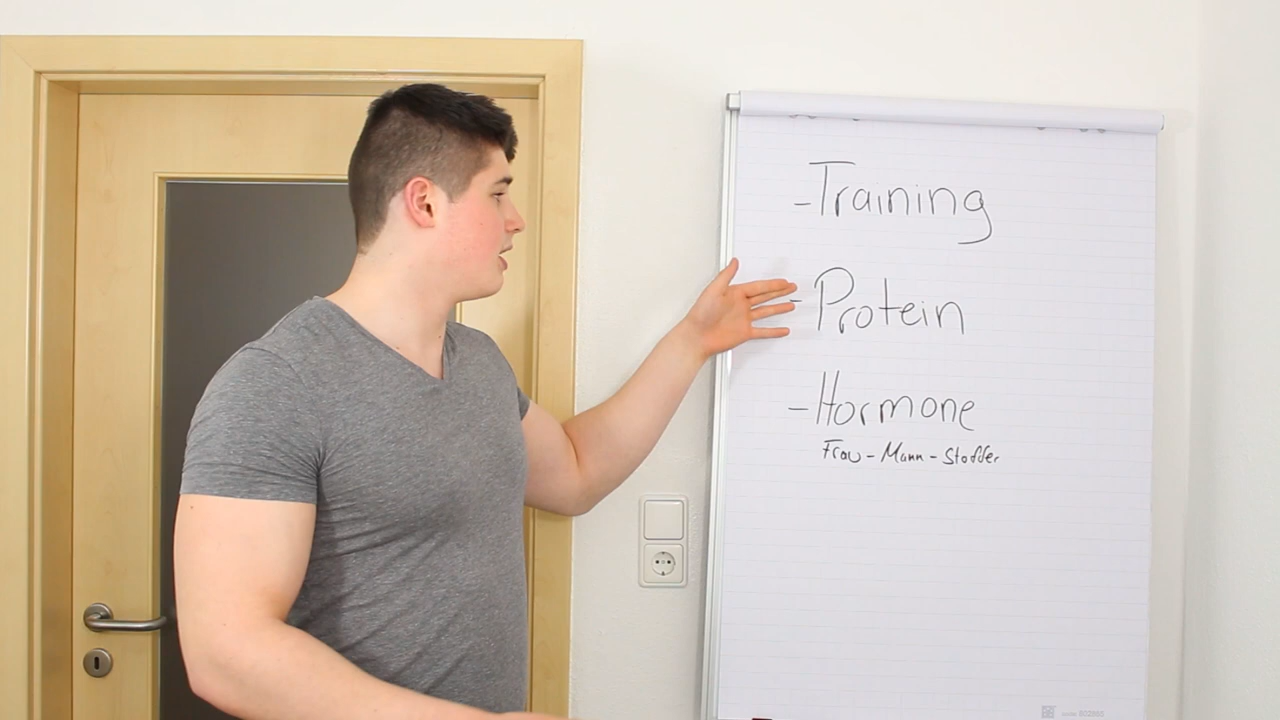 - Training
- Protein
- Hormone
Frau - Mann - Stoffer